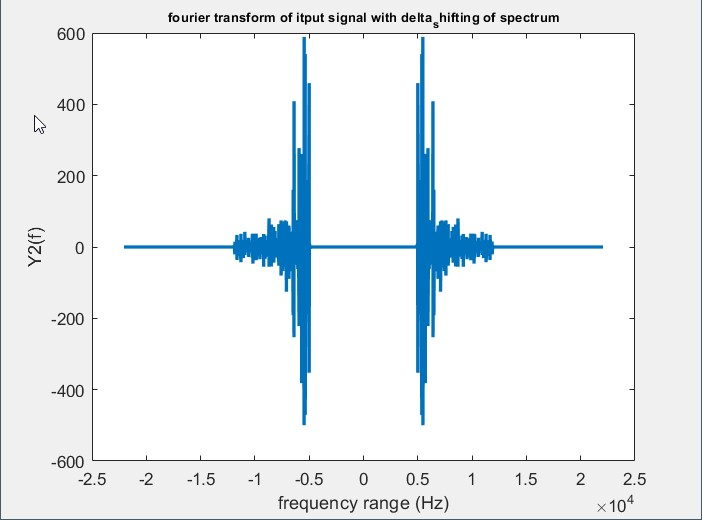 fourier transform of itput signal with delta_shifting of spectrum
600
400
200
0
-200
-400
-600
Y2(f)
-2.5 -2 -1.5 -1 -0.5 0 0.5 1 1.5 2 2.5
frequency range (Hz)
×10^4